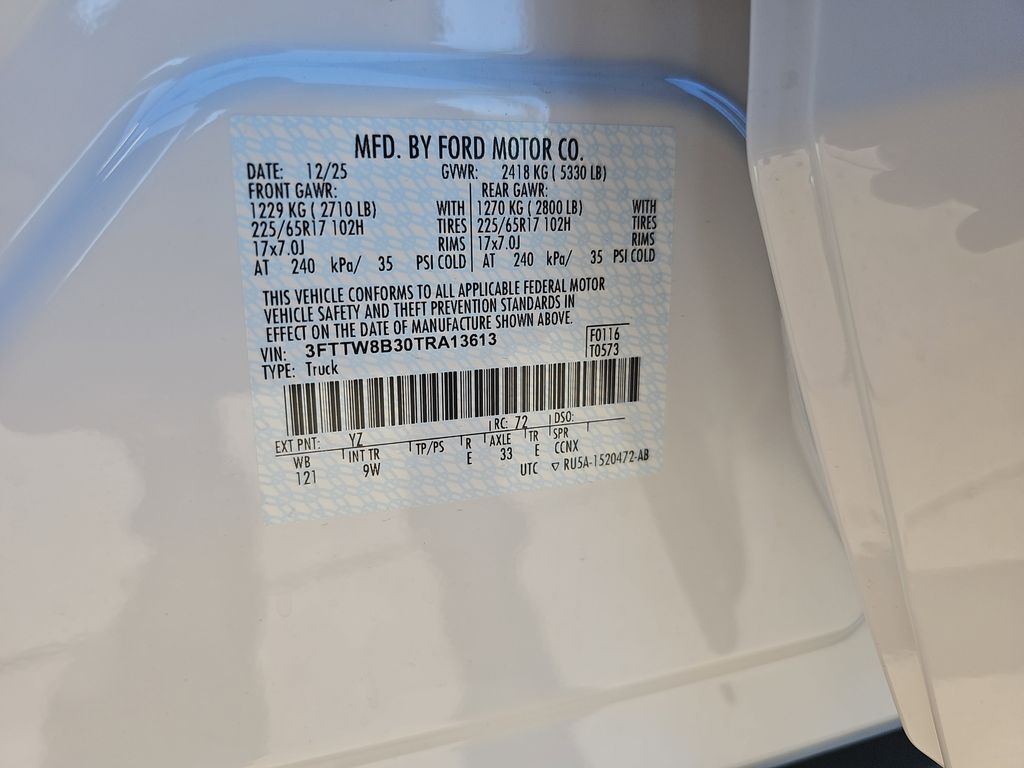 MFD. BY FORD MOTOR CO.
DATE: 12/25 GVWR: 2418 KG ( 5330 LB)
FRONT GAWR: REAR GAWR:
1229 KG ( 2710 LB) WITH 1270 KG ( 2800 LB) WITH
225/65R17 102H TIRES 225/65R17 102H TIRES
17x7.0J RIMS 17x7.0J RIMS
AT 240 kPa/ 35 PSI COLD AT 240 kPa/ 35 PSI COLD
THIS VEHICLE CONFORMS TO ALL APPLICABLE FEDERAL MOTOR
VEHICLE SAFETY AND THEFT PREVENTION STANDARDS IN
EFFECT ON THE DATE OF MANUFACTURE SHOWN ABOVE.
VIN: 3FTTW8B30TRA13613 F0116
TYPE: Truck T0573
EXT PNT: YZ RC: 72 DSO:
WB INT TR TP/PS R AXLE TR SPR
121 9W E 33 E CCNX
UTC ▽ RU5A-1520472-AB